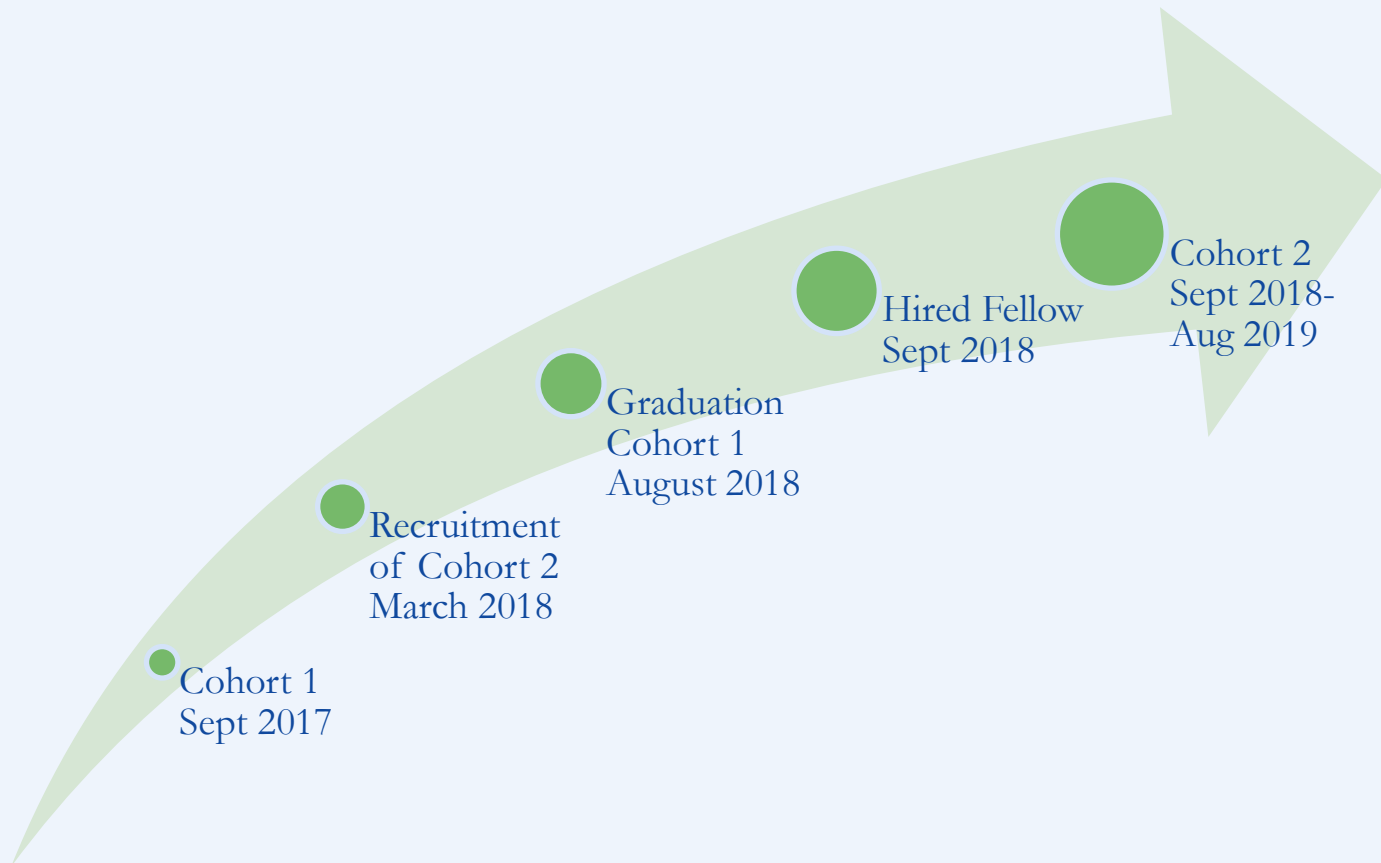 Cohort 1
Sept 2017
Recruitment
of Cohort 2
March 2018
Graduation
Cohort 1
August 2018
Hired Fellow
Sept 2018
Cohort 2
Sept 2018-
Aug 2019